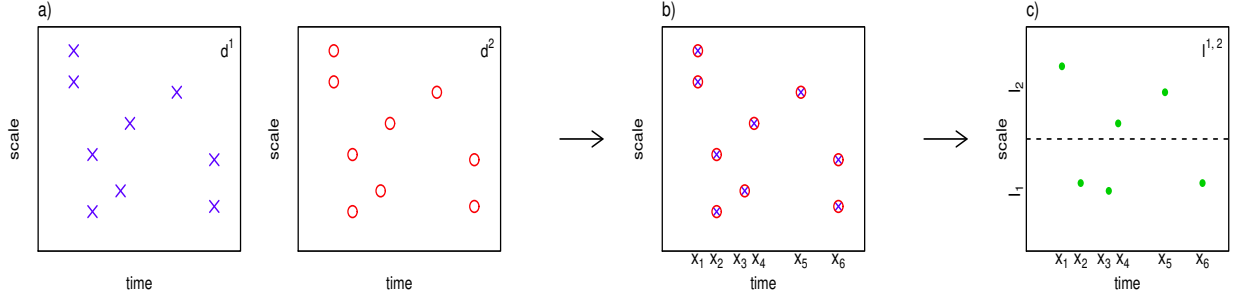 a)
d¹
scale
time
d²
scale
time
b)
scale
x₁ x₂ x₃ x₄ x₅ x₆
time
c)
I¹,²
I₂
scale
I₁
x₁ x₂ x₃ x₄ x₅ x₆
time